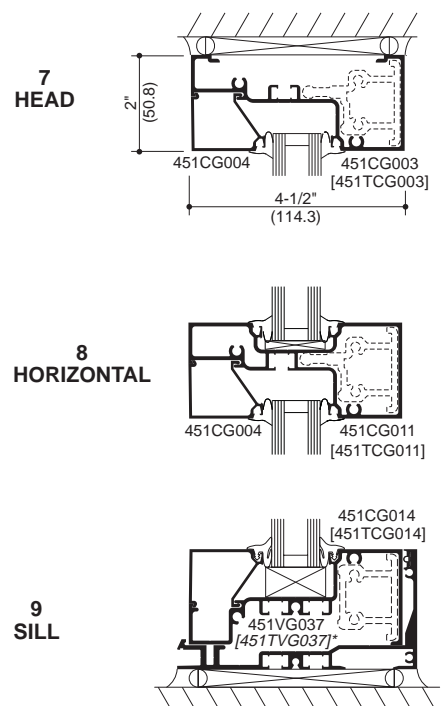 7
HEAD
2"
(50.8)
451CG004
451CG003
[451TCG003]
4-1/2"
(114.3)
8
HORIZONTAL
451CG004
451CG011
[451TCG011]
451CG014
[451TCG014]
9
SILL
451VG037
[451TVG037]*